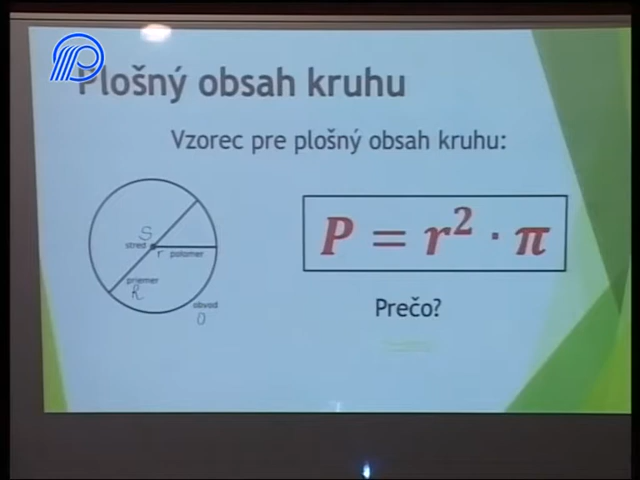 Plošný obsah kruhu
Vzorec pre plošný obsah kruhu:
S
stred
r polomer
priemer
R
obvod
O
P = r² · π
Prečo?